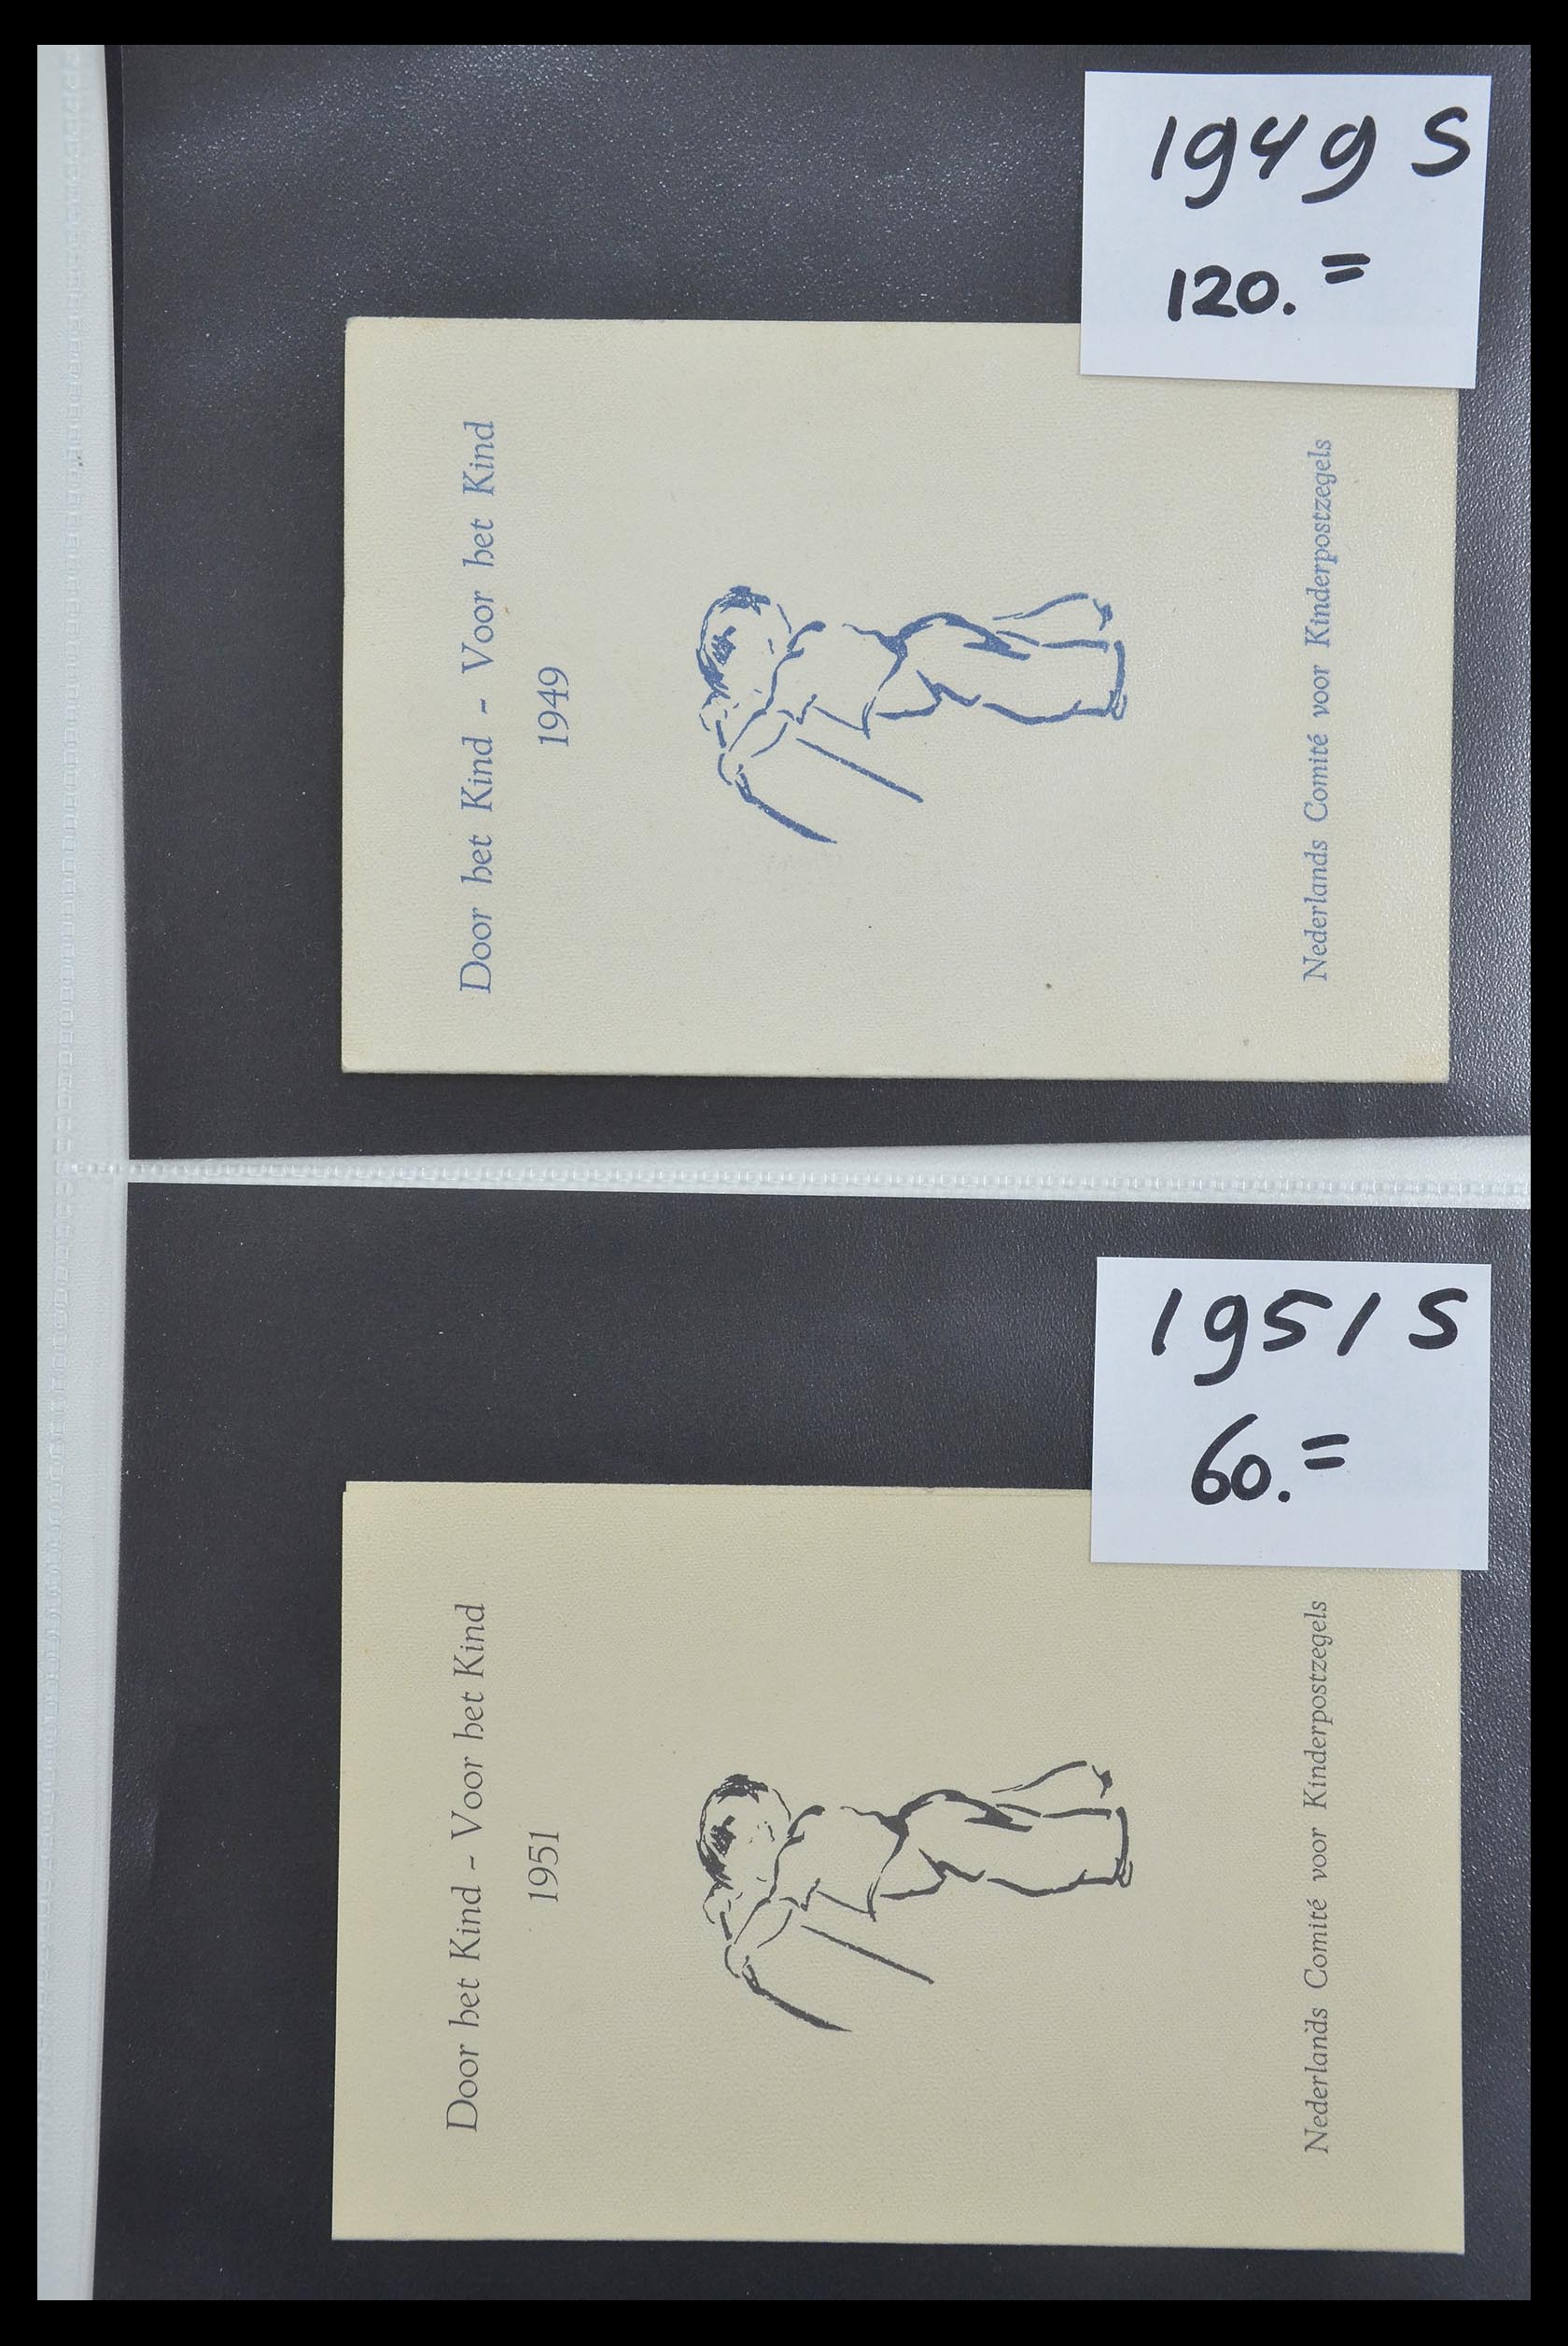 1949 S
120.=
Door het Kind - Voor het Kind
1949
Nederlands Comité voor Kinderpostzegels
1951 S
60.=
Door het Kind - Voor het Kind
1951
Nederlands Comité voor Kinderpostzegels